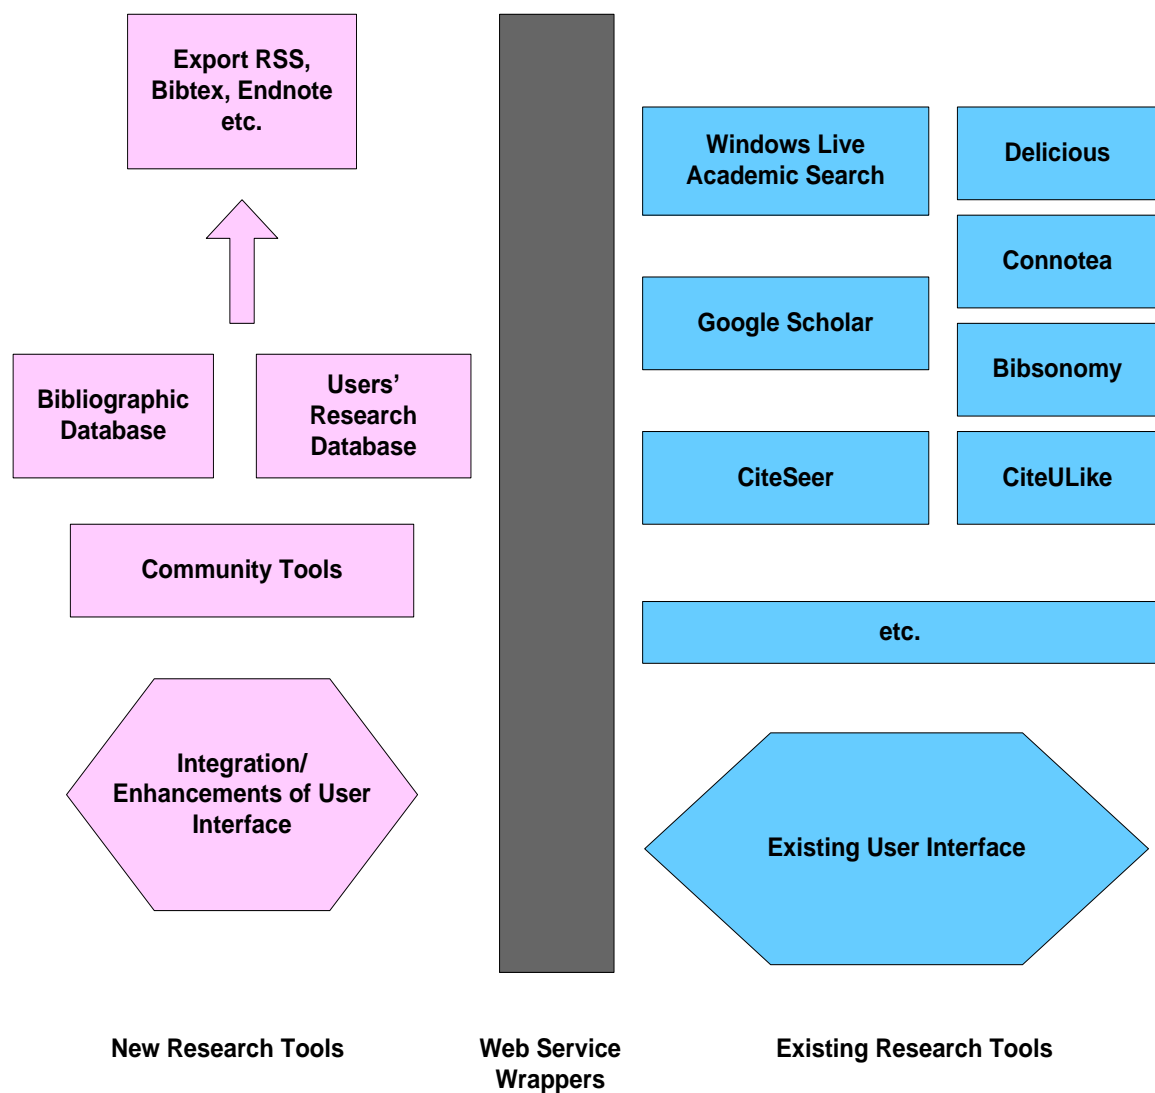 Export RSS,
Bibtex, Endnote
etc.
Bibliographic
Database
Users’
Research
Database
Community Tools
Integration/
Enhancements of User
Interface
New Research Tools
Web Service
Wrappers
Windows Live
Academic Search
Delicious
Connotea
Google Scholar
Bibsonomy
CiteSeer
CiteULike
etc.
Existing User Interface
Existing Research Tools